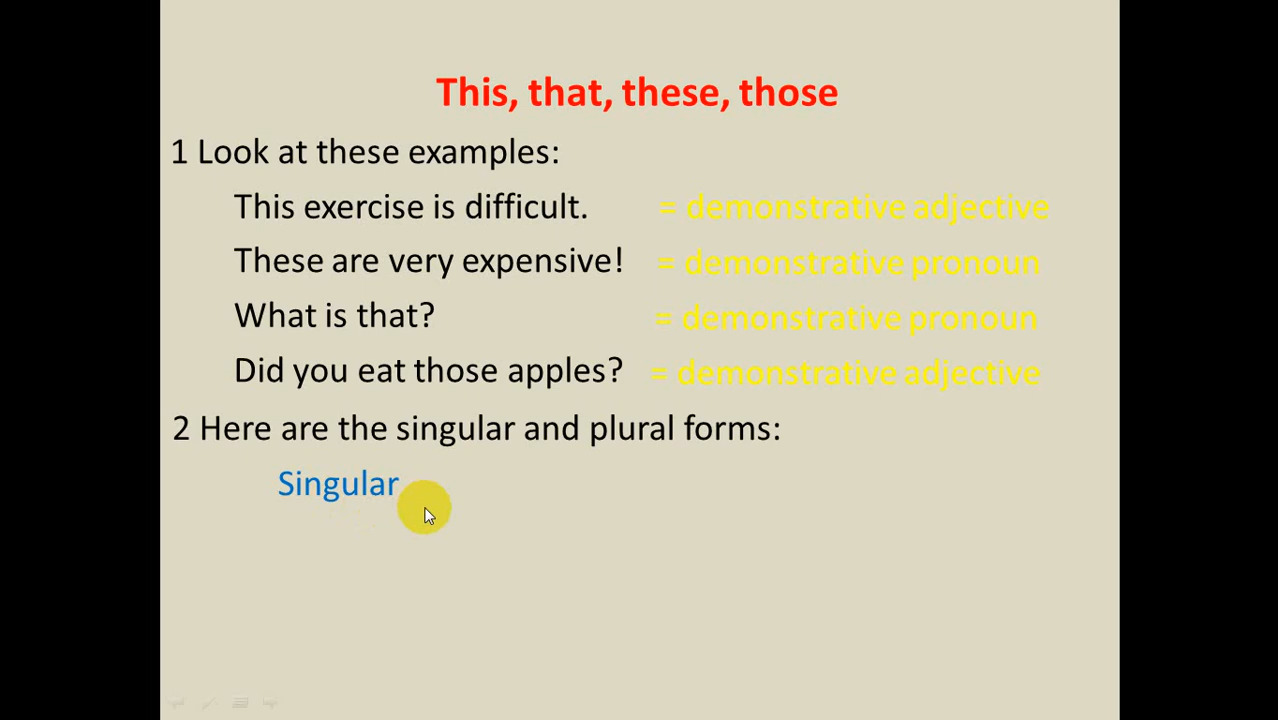 This, that, these, those
1 Look at these examples:
This exercise is difficult. = demonstrative adjective
These are very expensive! = demonstrative pronoun
What is that? = demonstrative pronoun
Did you eat those apples? = demonstrative adjective
2 Here are the singular and plural forms:
Singular